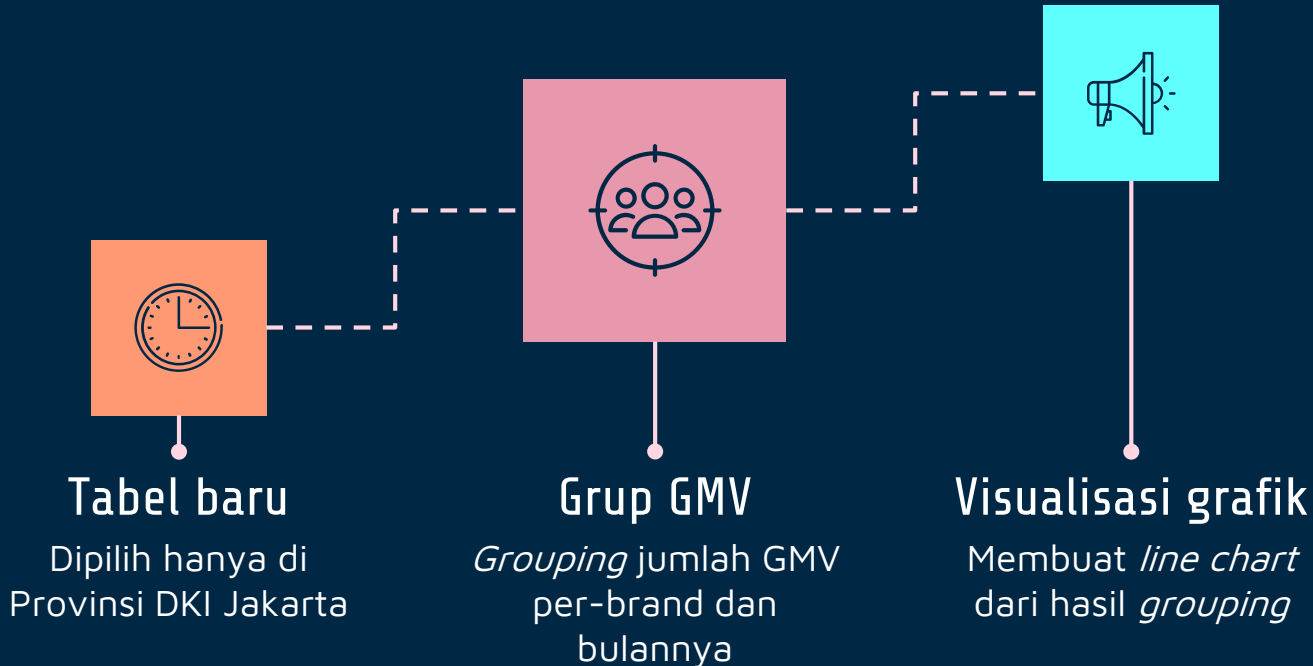 Tabel baru
Dipilih hanya di
Provinsi DKI Jakarta
Grup GMV
Grouping jumlah GMV
per-brand dan
bulannya
Visualisasi grafik
Membuat line chart
dari hasil grouping